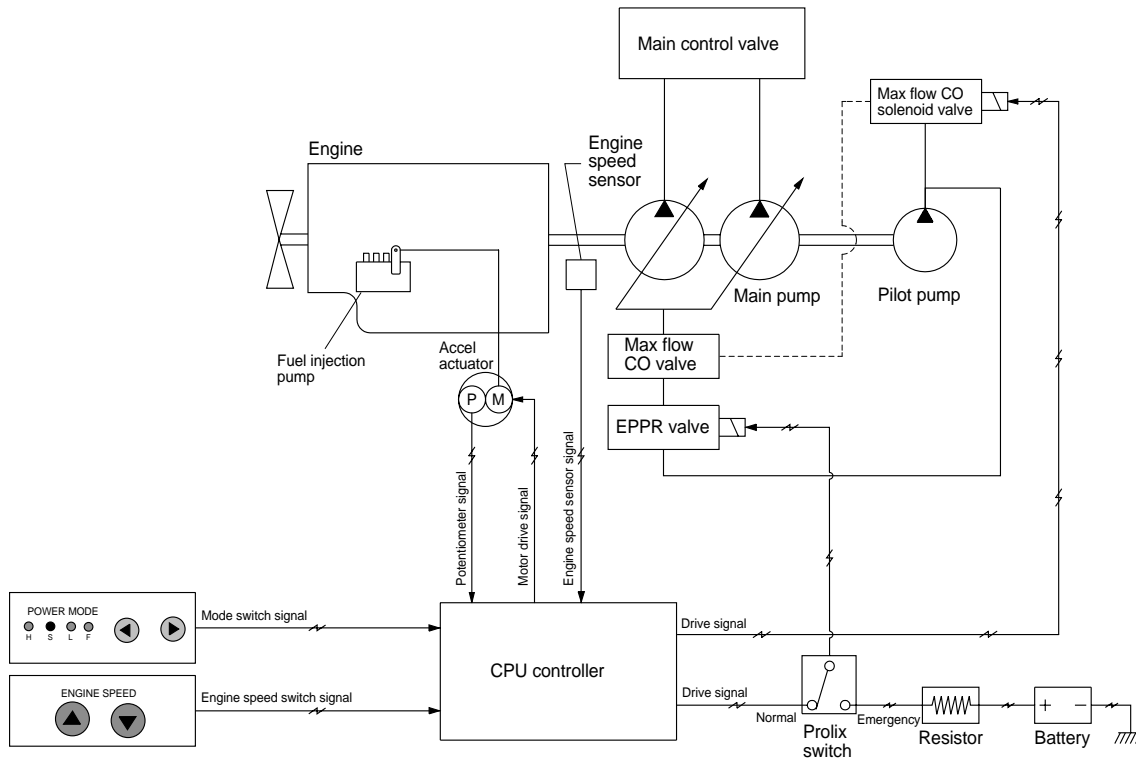 Main control valve
Max flow CO
solenoid valve
Engine
Engine
speed
sensor
Main pump
Pilot pump
Fuel injection
pump
Accel
actuator
P
M
Max flow
CO valve
EPPR valve
Potentiometer signal
Motor drive signal
Engine speed sensor signal
POWER MODE
H S L F
Mode switch signal
ENGINE SPEED
Engine speed switch signal
CPU controller
Drive signal
Drive signal
Normal
Emergency
Prolix
switch
Resistor
+ -
Battery